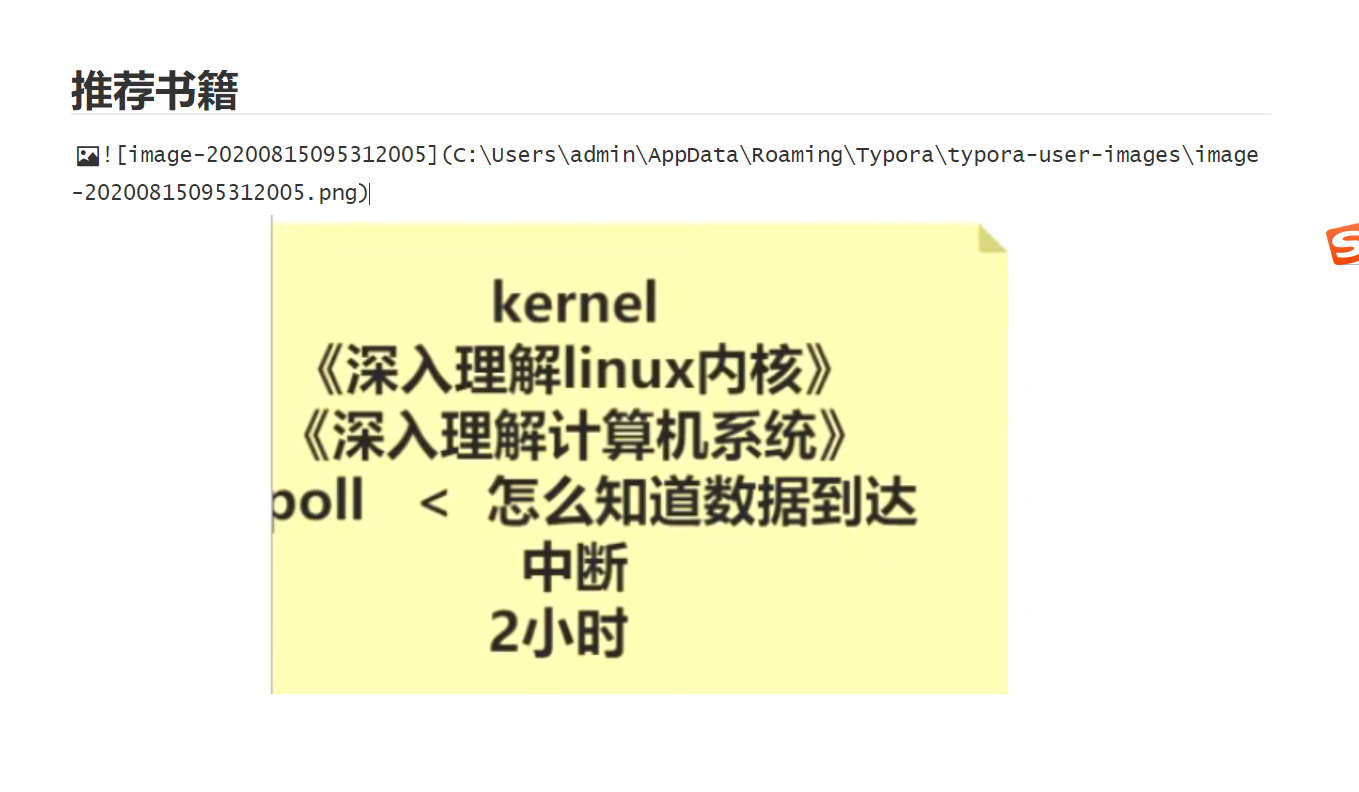 推荐书籍
![image-20200815095312005](C:\Users\admin\AppData\Roaming\Typora\typora-user-images\image
-20200815095312005.png)
kernel
《深入理解linux内核》
《深入理解计算机系统》
poll < 怎么知道数据到达
中断
2小时